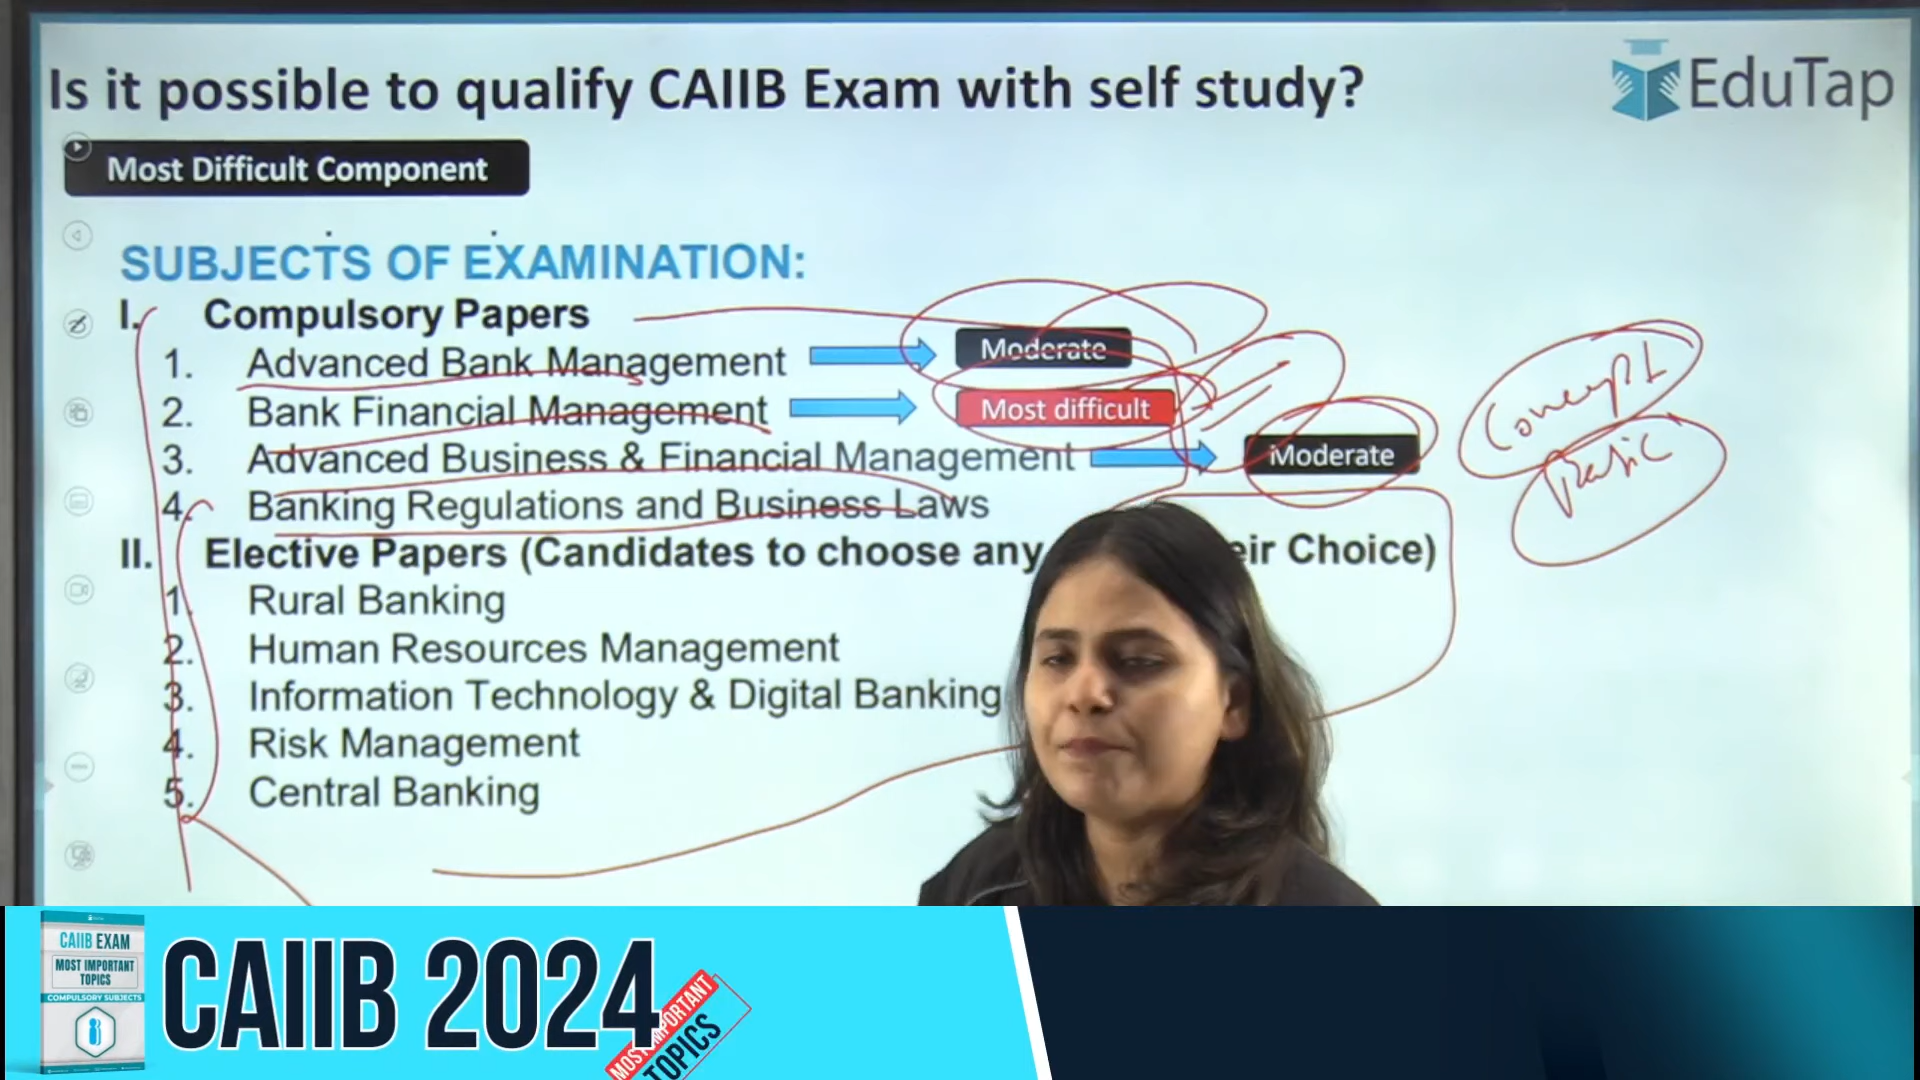 Is it possible to qualify CAIIB Exam with self study?
EduTap
Most Difficult Component
SUBJECTS OF EXAMINATION:
I. Compulsory Papers
1. Advanced Bank Management
Moderate
2. Bank Financial Management
Most difficult
3. Advanced Business & Financial Management
Moderate
4. Banking Regulations and Business Laws
Concept
II. Elective Papers (Candidates to choose any
Choice)
1. Rural Banking
2. Human Resources Management
3. Information Technology & Digital Banking
4. Risk Management
5. Central Banking
CAIIB EXAM
MOST IMPORTANT
TOPICS
COMPULSORY SUBJECTS
CAIIB 2024
MOST IMPORTANT
TOPICS